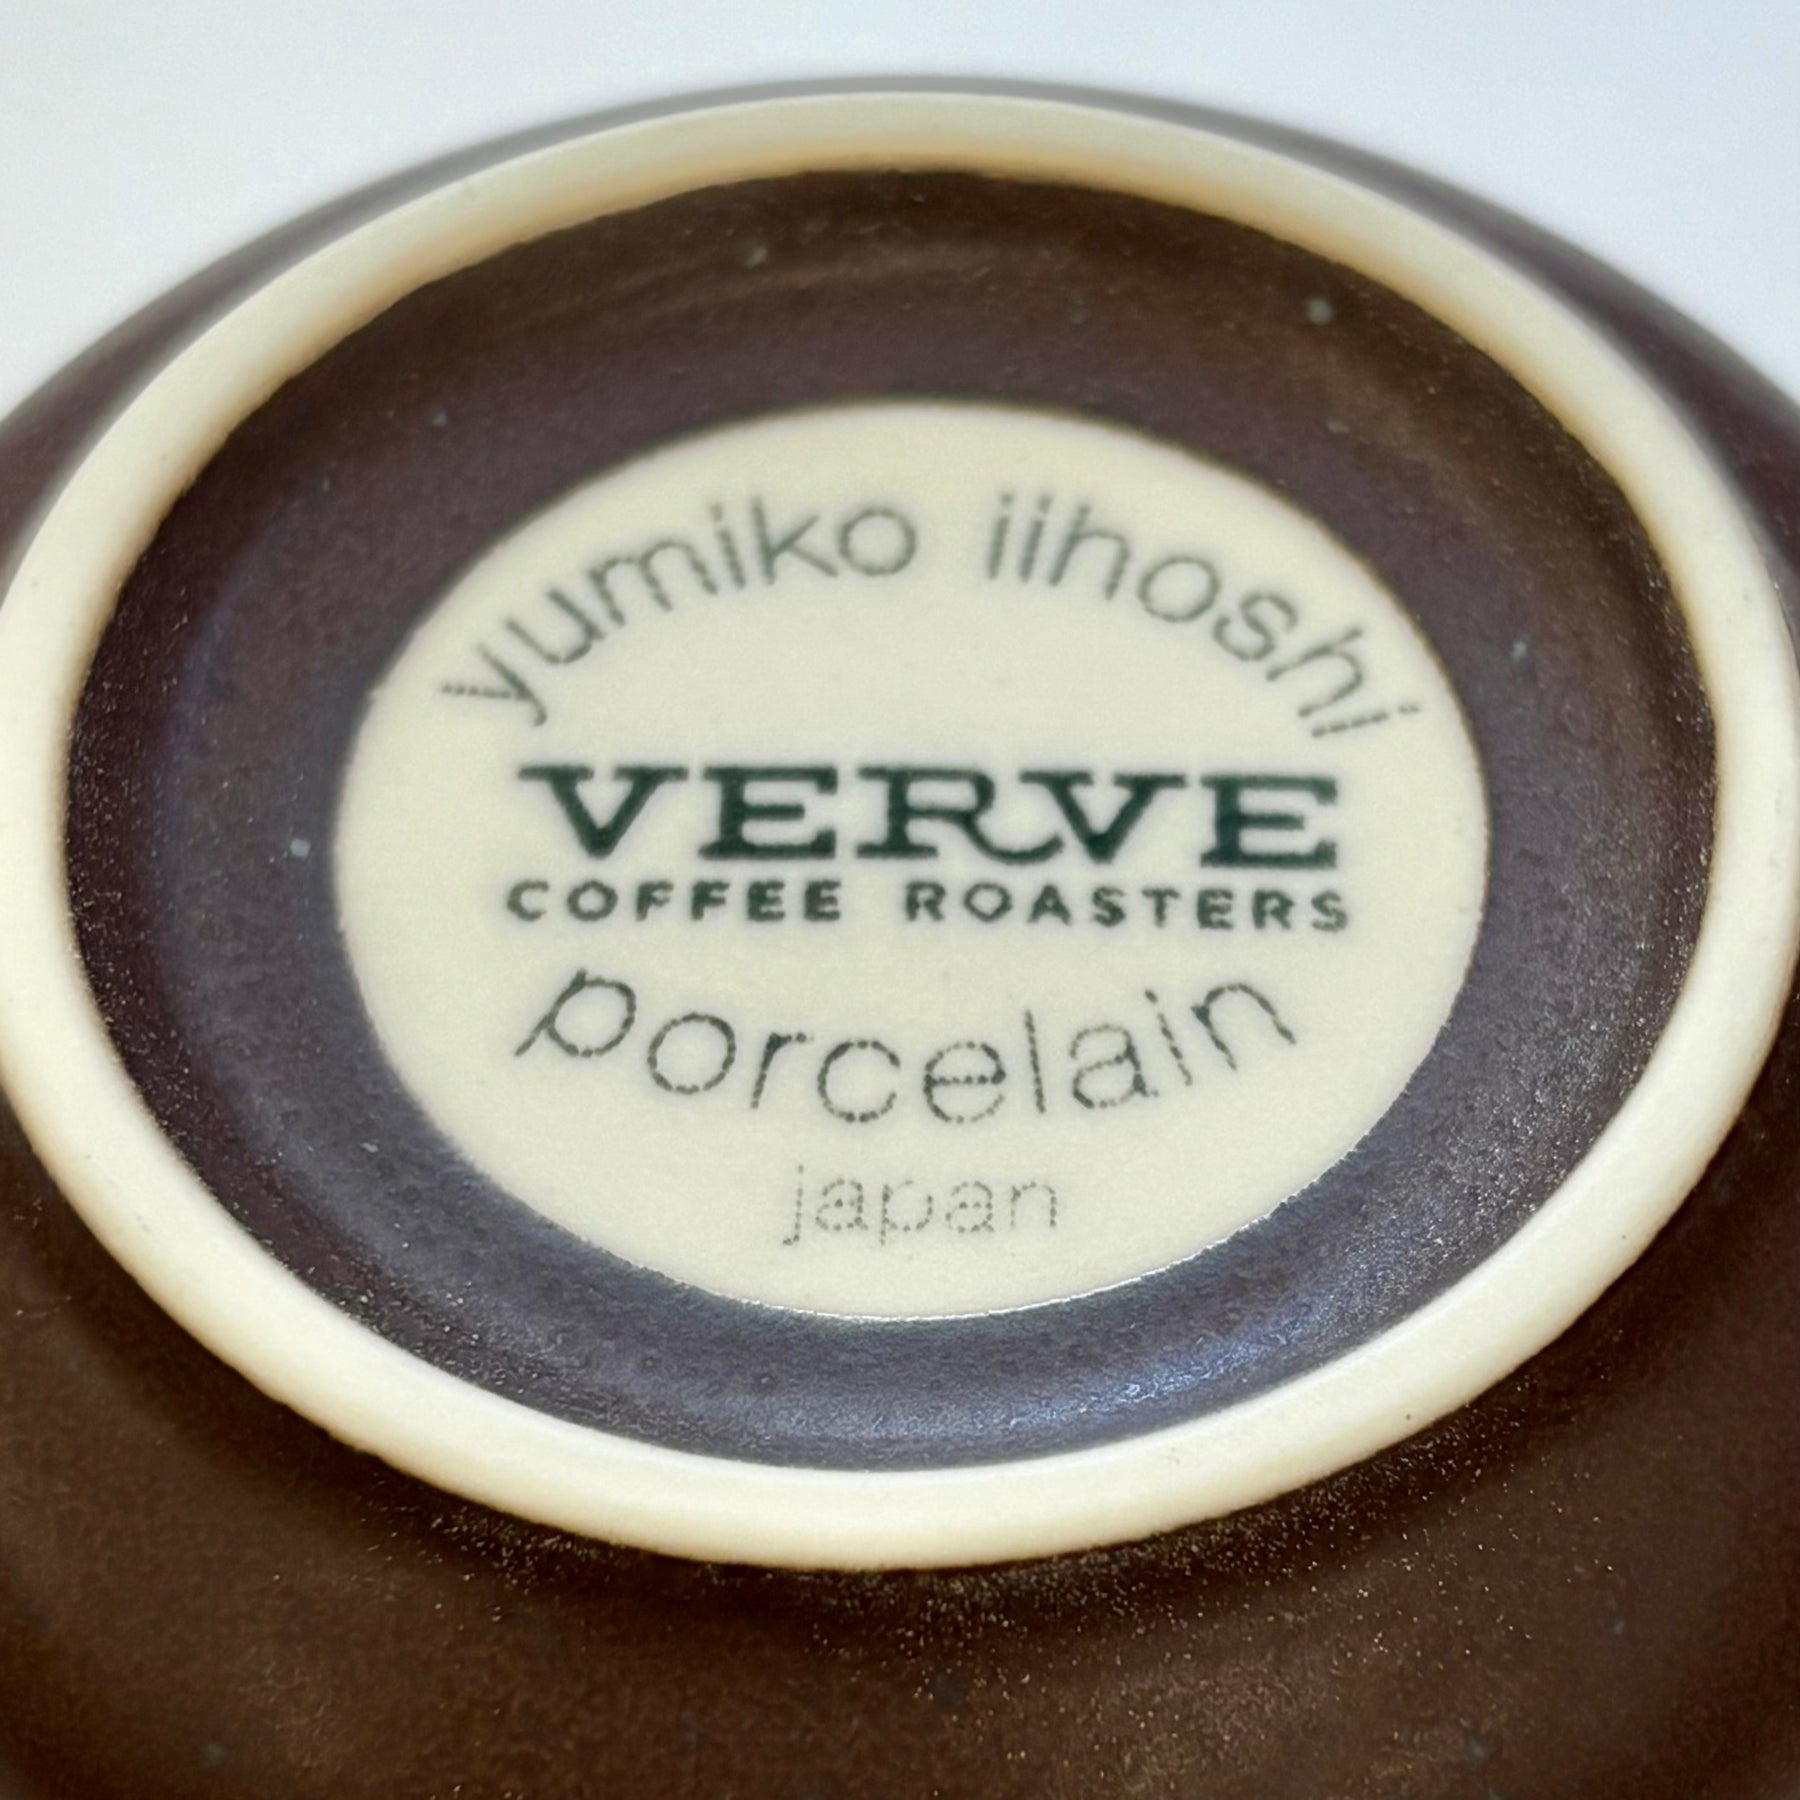 yumiko iihoshi
VERVE
COFFEE ROASTERS
porcelain
japan